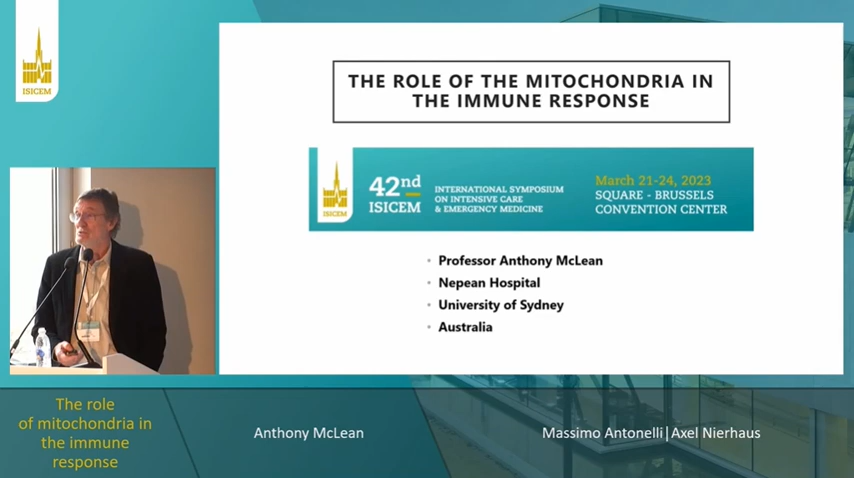 ISICEM
THE ROLE OF THE MITOCHONDRIA IN
THE IMMUNE RESPONSE
ISICEM
42nd
ISICEM
INTERNATIONAL SYMPOSIUM
ON INTENSIVE CARE
& EMERGENCY MEDICINE
March 21-24, 2023
SQUARE - BRUSSELS
CONVENTION CENTER
• Professor Anthony McLean
• Nepean Hospital
• University of Sydney
• Australia
The role
of mitochondria in
the immune
response
Anthony McLean
Massimo Antonelli|Axel Nierhaus